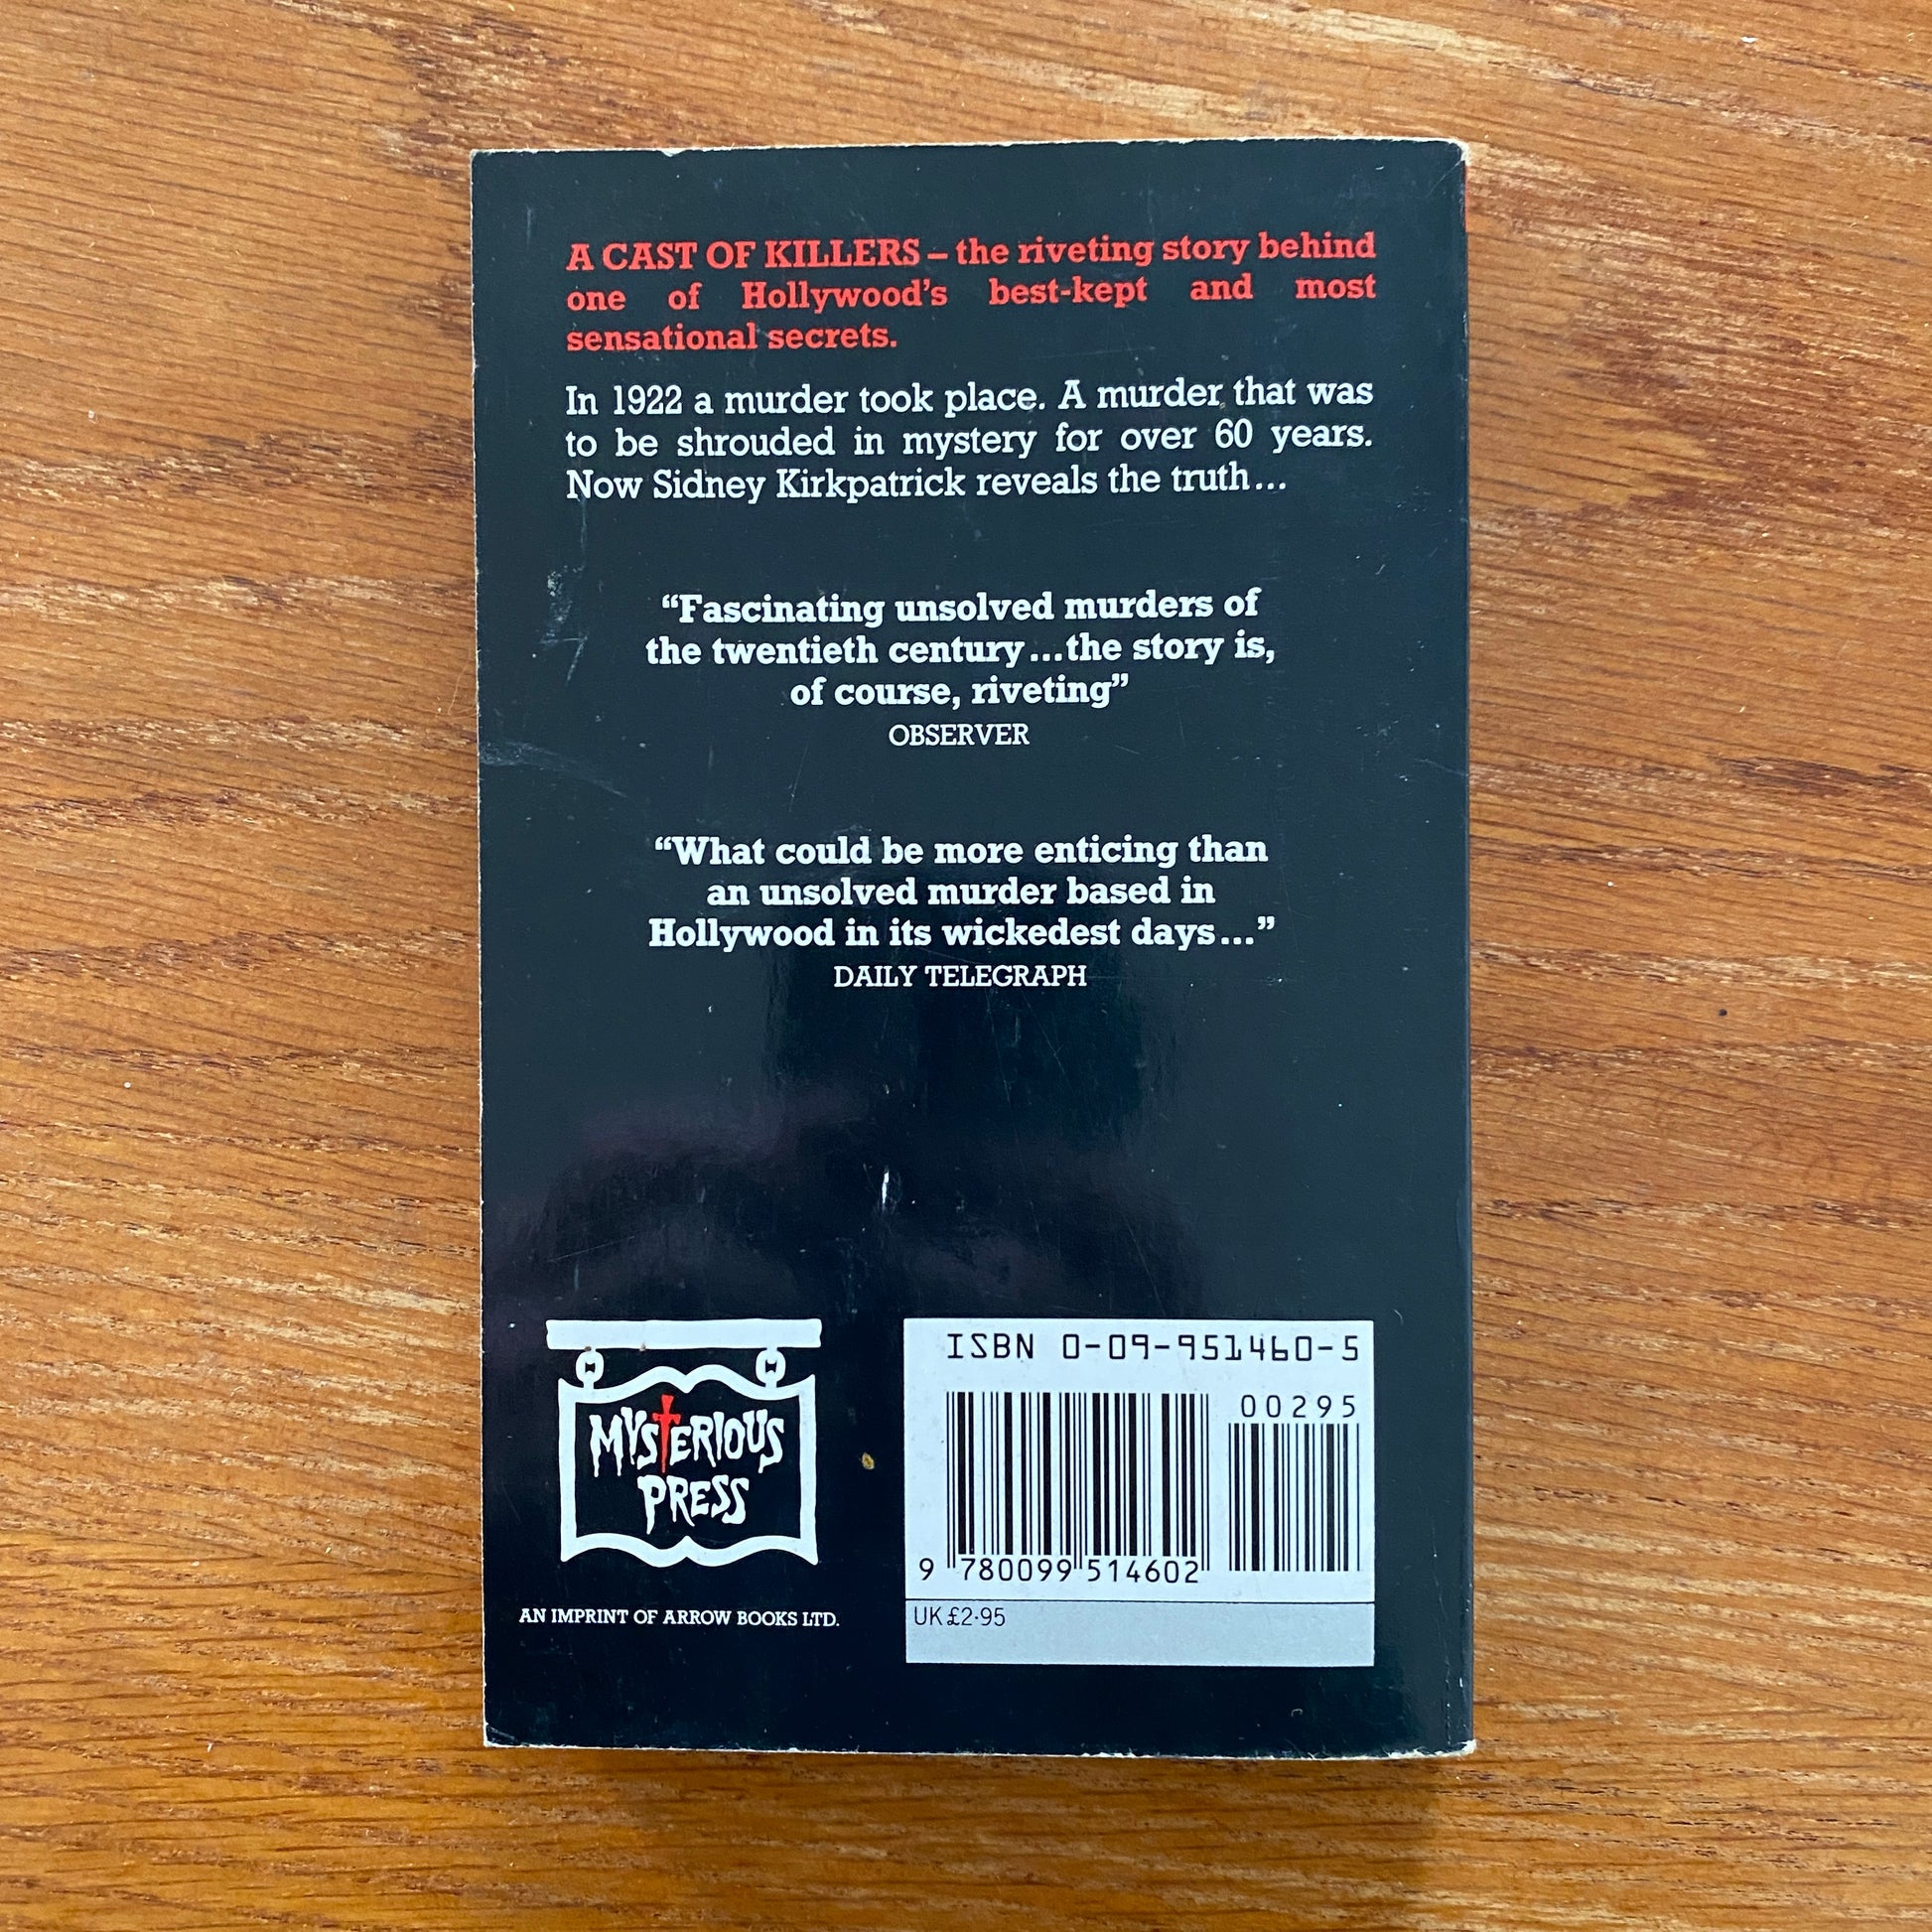 A CAST OF KILLERS – the riveting story behind
one of Hollywood's best-kept and most
sensational secrets.
In 1922 a murder took place. A murder that was
to be shrouded in mystery for over 60 years.
Now Sidney Kirkpatrick reveals the truth...
“Fascinating unsolved murders of
the twentieth century...the story is,
of course, riveting”
OBSERVER
“What could be more enticing than
an unsolved murder based in
Hollywood in its wickedest days...”
DAILY TELEGRAPH
MYSTERIOUS
PRESS
AN IMPRINT OF ARROW BOOKS LTD.
ISBN 0-09-951460-5
00295
9 780099 514602
UK £2·95